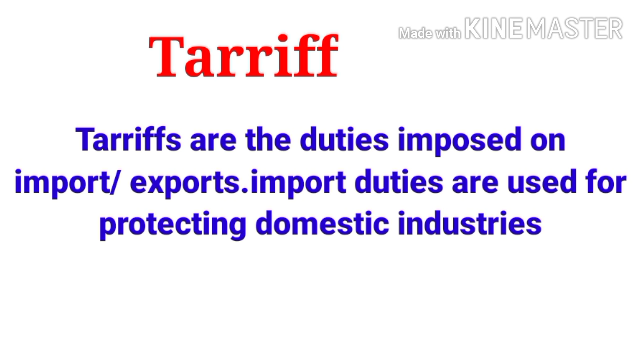 Made with KINEMASTER
Tarriff
Tarriffs are the duties imposed on
import/ exports.import duties are used for
protecting domestic industries